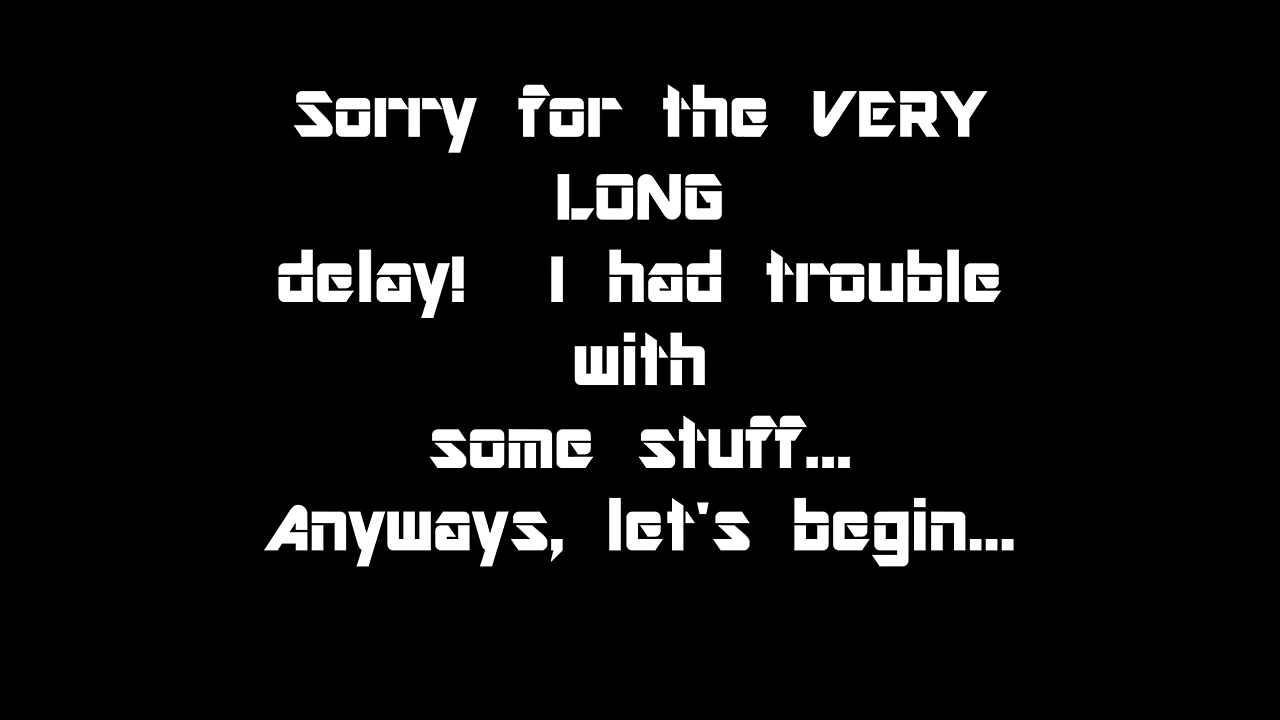 Sorry for the VERY
LONG
delay! I had trouble
with
some stuff...
Anyways, let's begin...